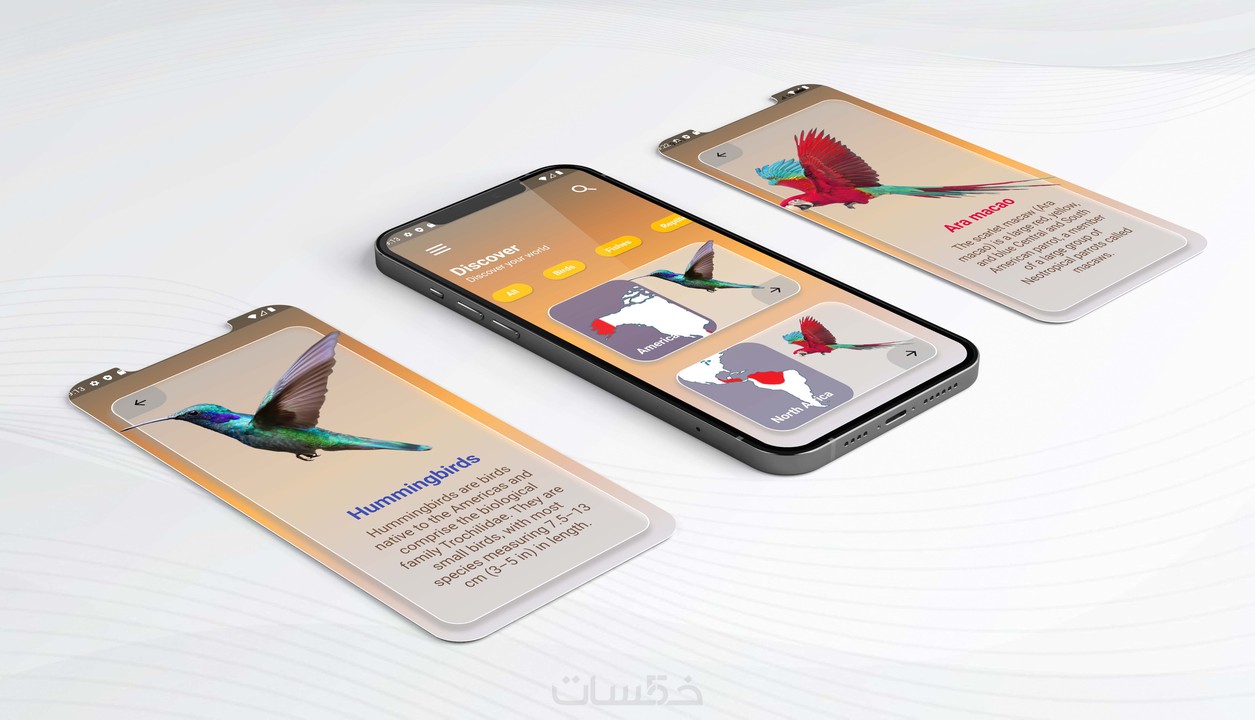 Discover
Discover your world
All
Birds
Fishes
America
Hummingbirds
Hummingbirds are birds
native to the Americas and
comprise the biological
family Trochilidae. They are
small birds, with most
species measuring 7.5–13
cm (3–5 in) in length.
Ara macao
The scarlet macaw (Ara
macao) is a large red, yellow,
and blue Central and South
American parrot, a member
of a large group of
Neotropical parrots called
macaws.
خمسات